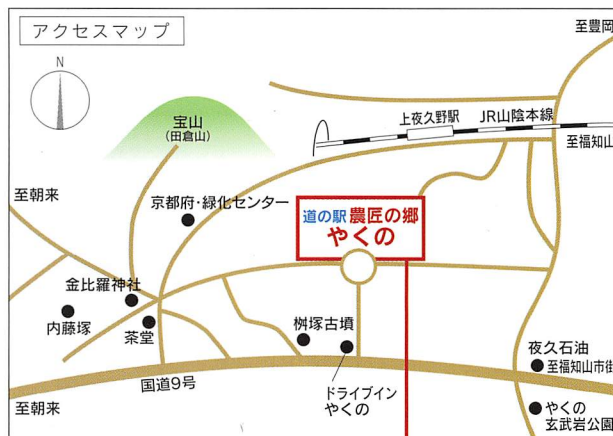 アクセスマップ
N
至豊岡
宝山
(田倉山)
上夜久野駅
JR山陰本線
至福知山
至朝来
京都府・緑化センター
道の駅 農匠の郷
やくの
金比羅神社
内藤塚
茶堂
桝塚古墳
夜久石油
至福知山市街
国道9号
ドライブイン
やくの
至朝来
やくの
玄武岩公園